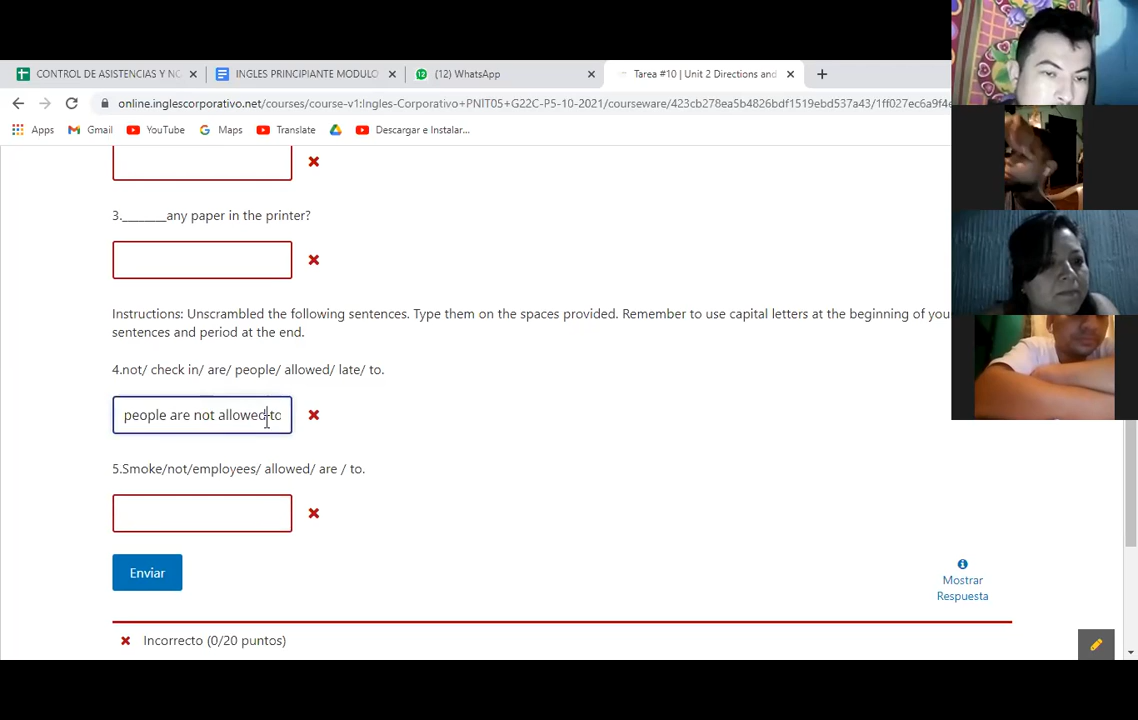 CONTROL DE ASISTENCIAS Y NO
INGLES PRINCIPIANTE MODULO
(12) WhatsApp
Tarea #10 | Unit 2 Directions and
online.inglescorporativo.net/courses/course-v1:Ingles-Corporativo+PNIT05+G22C-P5-10-2021/courseware/423cb278ea5b4826bdf1519ebd537a43/1ff027ec6a9f4e
Apps
Gmail
YouTube
Maps
Translate
Descargar e Instalar...
3.________any paper in the printer?
Instructions: Unscrambled the following sentences. Type them on the spaces provided. Remember to use capital letters at the beginning of you
sentences and period at the end.
4.not/ check in/ are/ people/ allowed/ late/ to.
people are not allowed to
5.Smoke/not/employees/ allowed/ are / to.
Enviar
Mostrar
Respuesta
Incorrecto (0/20 puntos)